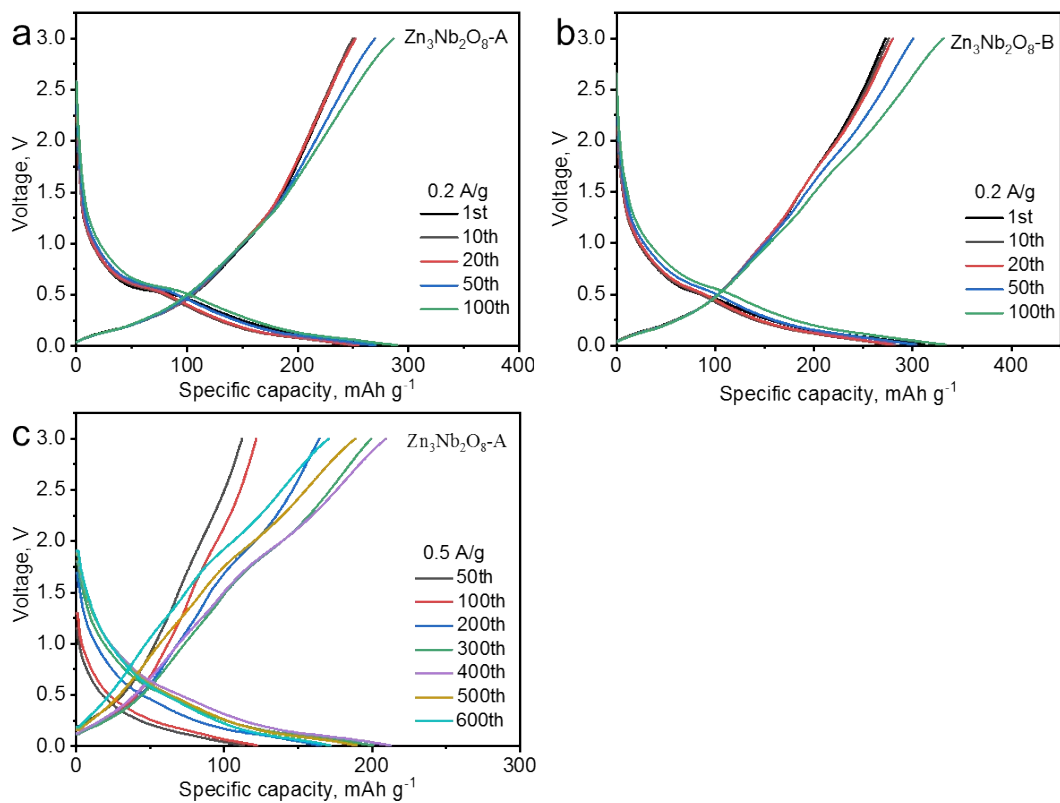 a
Zn₃Nb₂O₈-A
3.0
2.5
2.0
1.5
1.0
0.5
0.0
Voltage, V
0.2 A/g
1st
10th
20th
50th
100th
0 100 200 300 400
Specific capacity, mAh g⁻¹
b
Zn₃Nb₂O₈-B
3.0
2.5
2.0
1.5
1.0
0.5
0.0
Voltage, V
0.2 A/g
1st
10th
20th
50th
100th
0 100 200 300 400
Specific capacity, mAh g⁻¹
c
Zn₃Nb₂O₈-A
3.0
2.5
2.0
1.5
1.0
0.5
0.0
Voltage, V
0.5 A/g
50th
100th
200th
300th
400th
500th
600th
0 100 200 300
Specific capacity, mAh g⁻¹